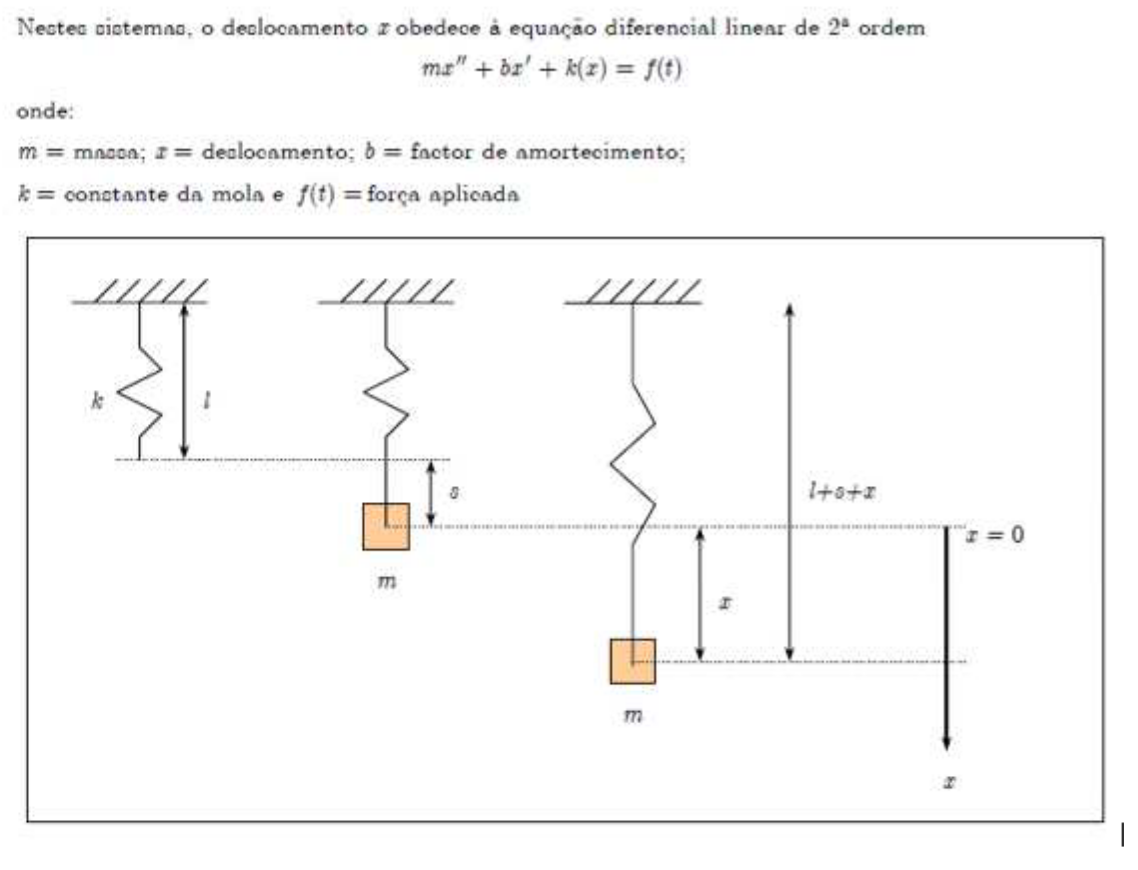 Nestes sistemas, o deslocamento x obedece à equação diferencial linear de 2ª ordem
mx″ + bx′ + k(x) = f(t)
onde:
m = massa; x = deslocamento; b = factor de amortecimento;
k = constante da mola e f(t) = força aplicada
k
l
s
l+s+x
x = 0
m
x
m
x